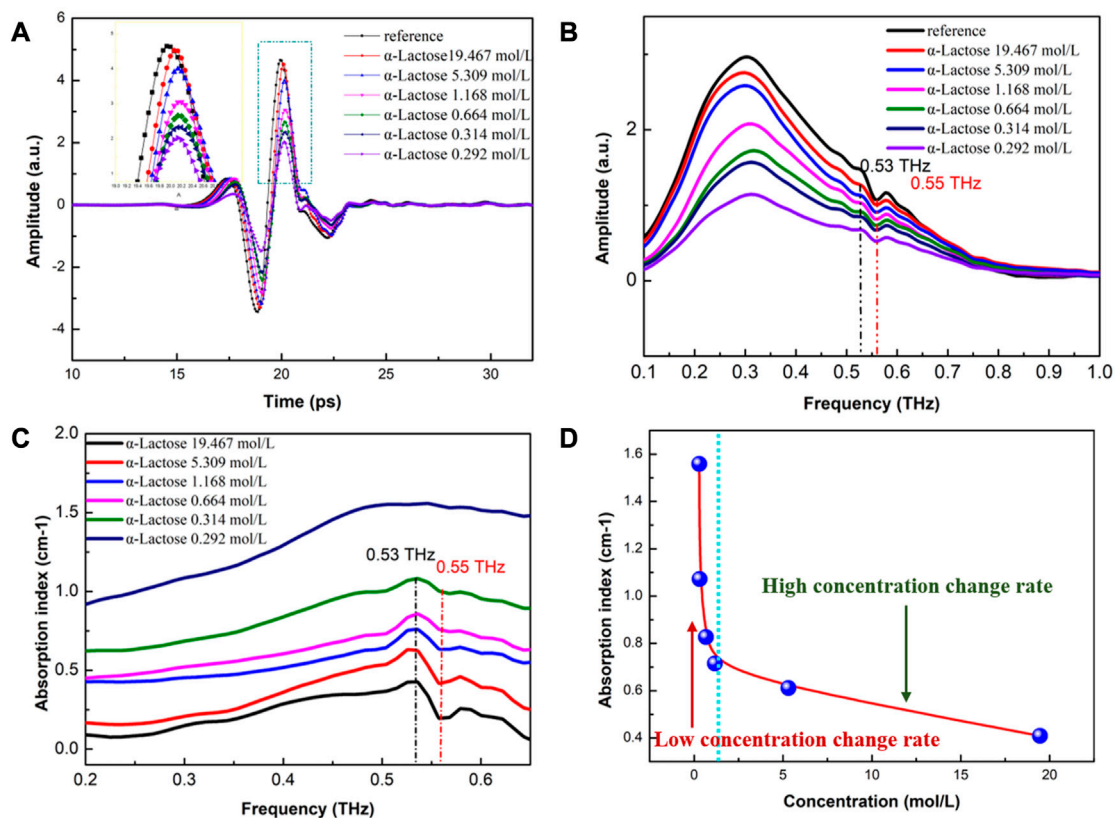 A
Amplitude (a.u.)
6
4
2
0
-2
-4
10
15
20
25
30
Time (ps)
reference
α-Lactose19.467 mol/L
α-Lactose 5.309 mol/L
α-Lactose 1.168 mol/L
α-Lactose 0.664 mol/L
α-Lactose 0.314 mol/L
α-Lactose 0.292 mol/L
B
Amplitude (a.u.)
2
0
0.1
0.2
0.3
0.4
0.5
0.6
0.7
0.8
0.9
1.0
Frequency (THz)
reference
α-Lactose 19.467 mol/L
α-Lactose 5.309 mol/L
α-Lactose 1.168 mol/L
α-Lactose 0.664 mol/L
α-Lactose 0.314 mol/L
α-Lactose 0.292 mol/L
0.53 THz
0.55 THz
C
Absorption index (cm-1)
2.0
1.5
1.0
0.5
0.0
0.2
0.3
0.4
0.5
0.6
Frequency (THz)
α-Lactose 19.467 mol/L
α-Lactose 5.309 mol/L
α-Lactose 1.168 mol/L
α-Lactose 0.664 mol/L
α-Lactose 0.314 mol/L
α-Lactose 0.292 mol/L
0.53 THz
0.55 THz
D
Absorption index (cm-1)
1.6
1.4
1.2
1.0
0.8
0.6
0.4
0
5
10
15
20
Concentration (mol/L)
High concentration change rate
Low concentration change rate